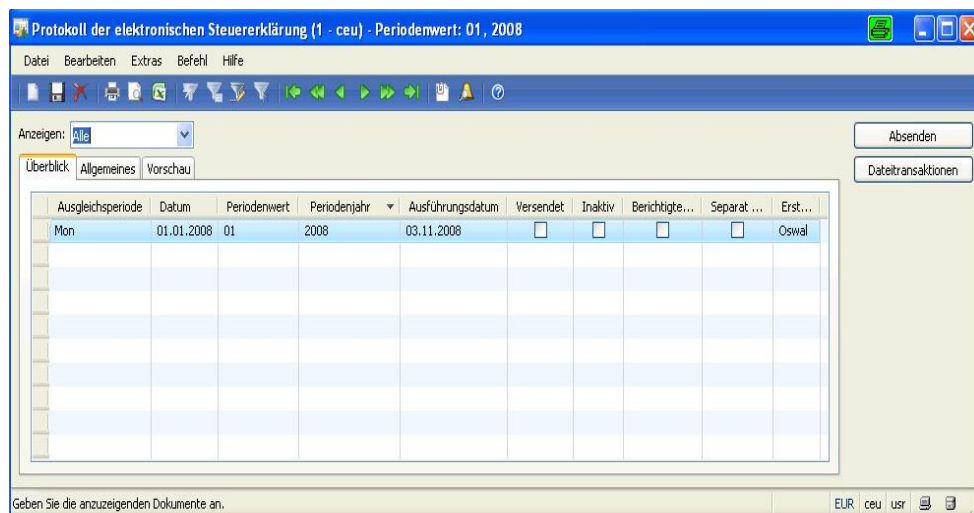 Protokoll der elektronischen Steuererklärung (1 - ceu) - Periodenwert: 01, 2008
Datei Bearbeiten Extras Befehl Hilfe
Anzeigen: Alle
Absenden
Überblick Allgemeines Vorschau
Dateitransaktionen
Ausgleichsperiode Datum Periodenwert Periodenjahr Ausführungsdatum Versendet Inaktiv Berichtigte... Separat ... Erst...
Mon 01.01.2008 01 2008 03.11.2008 Oswal
Geben Sie die anzuzeigenden Dokumente an.
EUR ceu usr